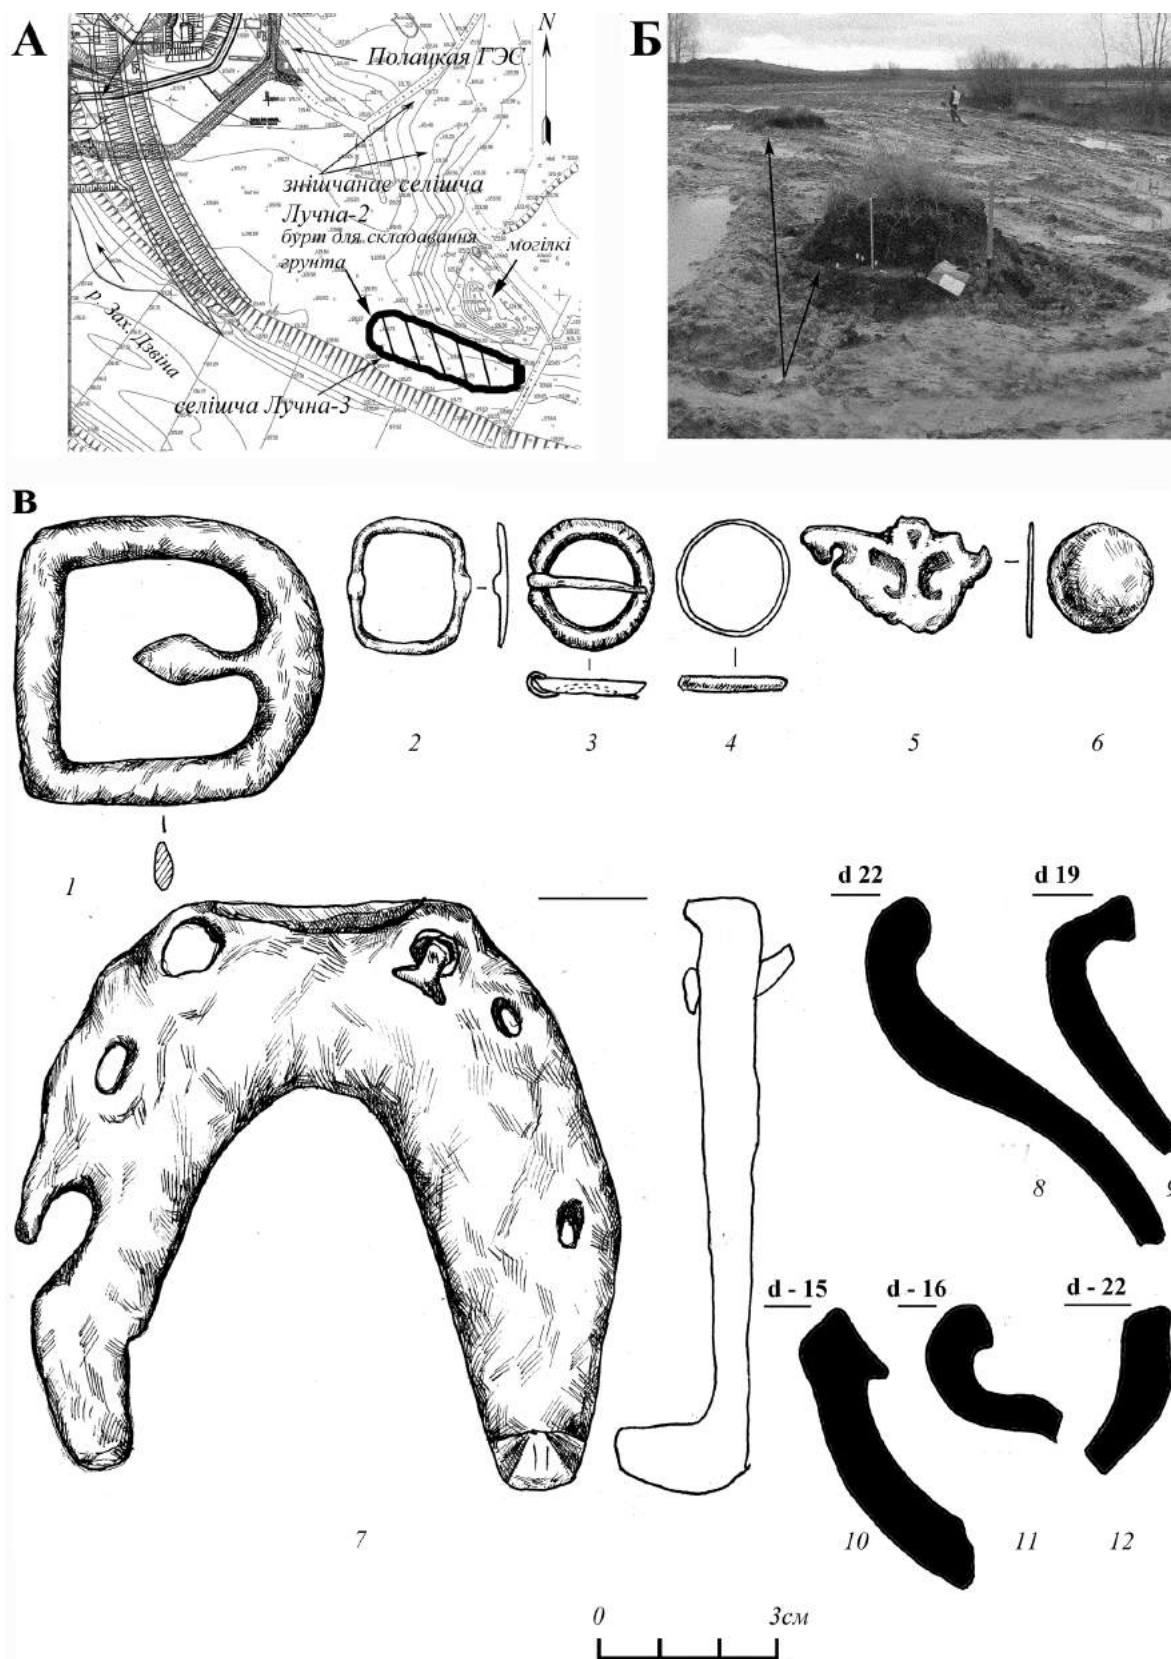 А
Б
N
Полацкая ГЭС
знішчанае селішча
Лучна-2
бурт для складавання
грунта
могілкі
р. Зах. Дзвіна
селішча Лучна-3
В
1
2
3
4
5
6
d 22
d 19
8
9
d - 15
d - 16
d - 22
7
10
11
12
0 3см